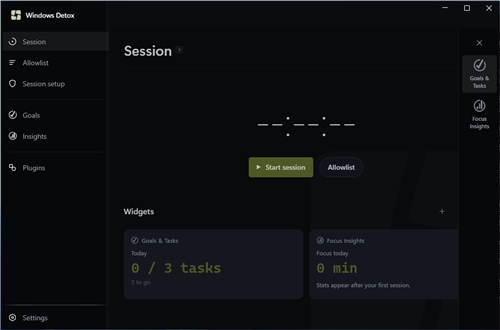 Windows Detox
Session
Allowlist
Session setup
Goals
Insights
Plugins
Settings
Session
--:--:--
Start session
Allowlist
Widgets
Goals & Tasks
Today
0 / 3 tasks
3 to go
Focus Insights
Focus today
0 min
Stats appear after your first session.
Goals &
Tasks
Focus
Insights